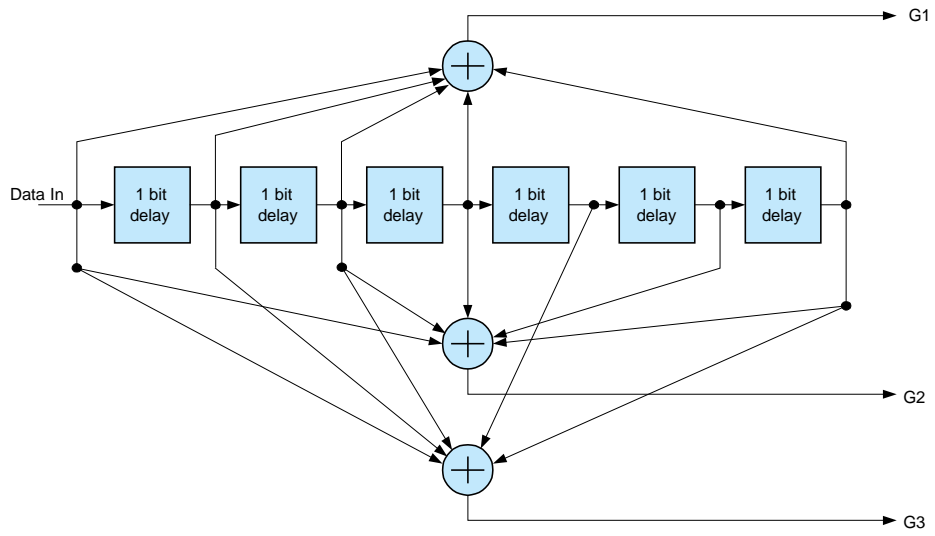 G1
Data In
1 bit
delay
1 bit
delay
1 bit
delay
1 bit
delay
1 bit
delay
1 bit
delay
G2
G3